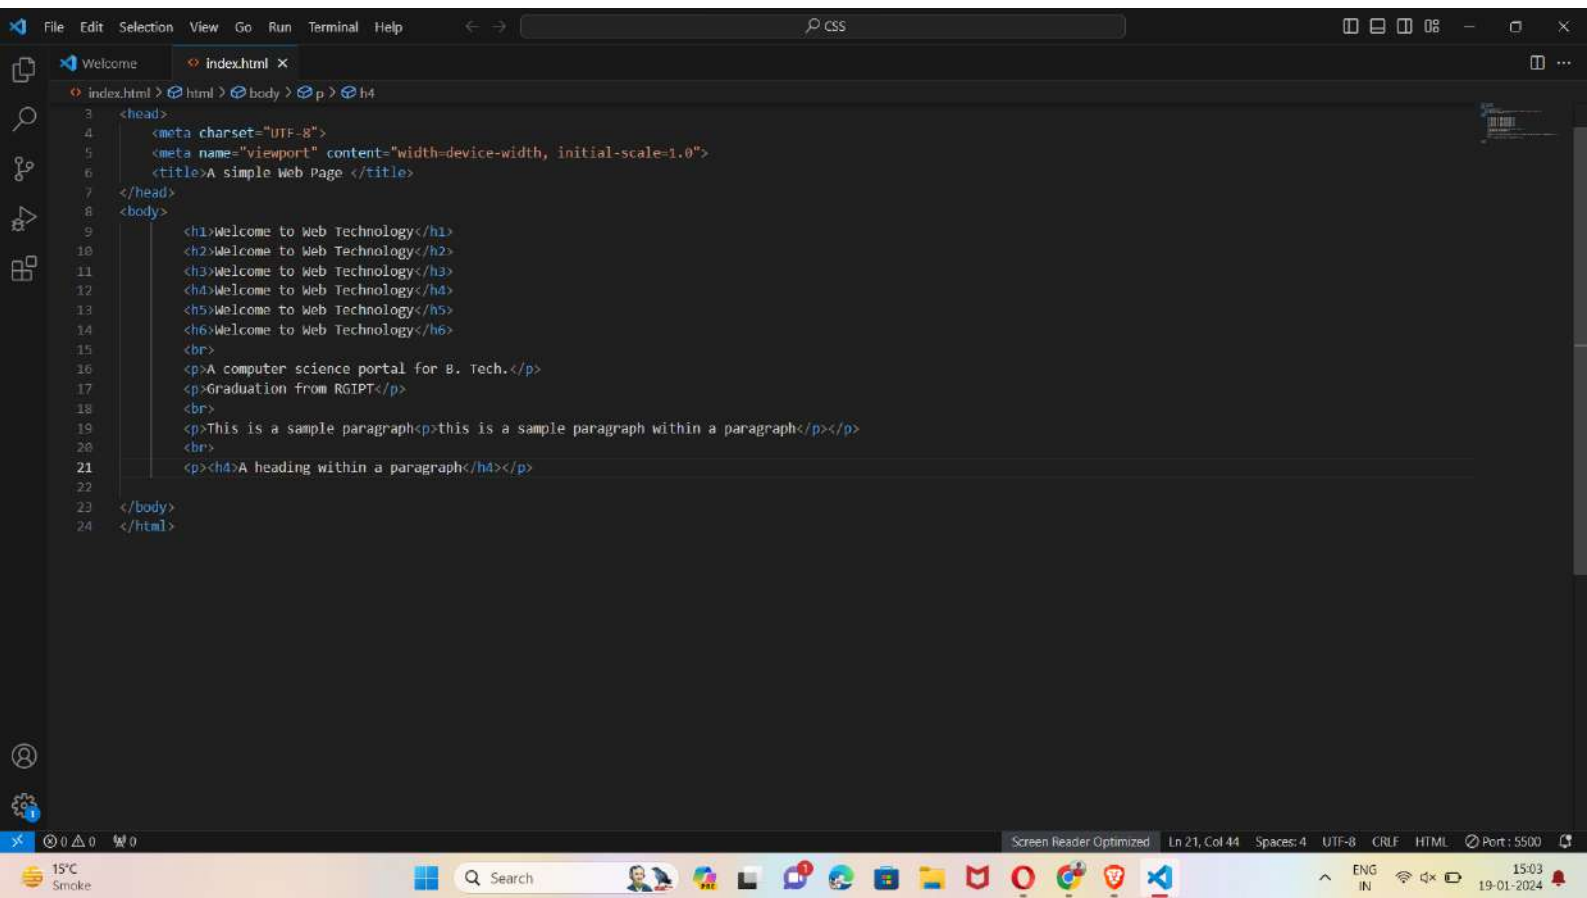 File Edit Selection View Go Run Terminal Help CSS
Welcome index.html
index.html > html > body > p > h4
3 <head>
4 <meta charset="UTF-8">
5 <meta name="viewport" content="width=device-width, initial-scale=1.0">
6 <title>A simple Web Page </title>
7 </head>
8 <body>
9 <h1>Welcome to Web Technology</h1>
10 <h2>Welcome to Web Technology</h2>
11 <h3>Welcome to Web Technology</h3>
12 <h4>Welcome to Web Technology</h4>
13 <h5>Welcome to Web Technology</h5>
14 <h6>Welcome to Web Technology</h6>
15 <br>
16 <p>A computer science portal for B. Tech.</p>
17 <p>Graduation from RGIPT</p>
18 <br>
19 <p>This is a sample paragraph<p>this is a sample paragraph within a paragraph</p></p>
20 <br>
21 <p><h4>A heading within a paragraph</h4></p>
22
23 </body>
24 </html>
1
0 0 0 Screen Reader Optimized Ln 21, Col 44 Spaces: 4 UTF-8 CRLF HTML Port : 5500
15°C
Smoke
Search
PRE
1
ENG
IN
15:03
19-01-2024